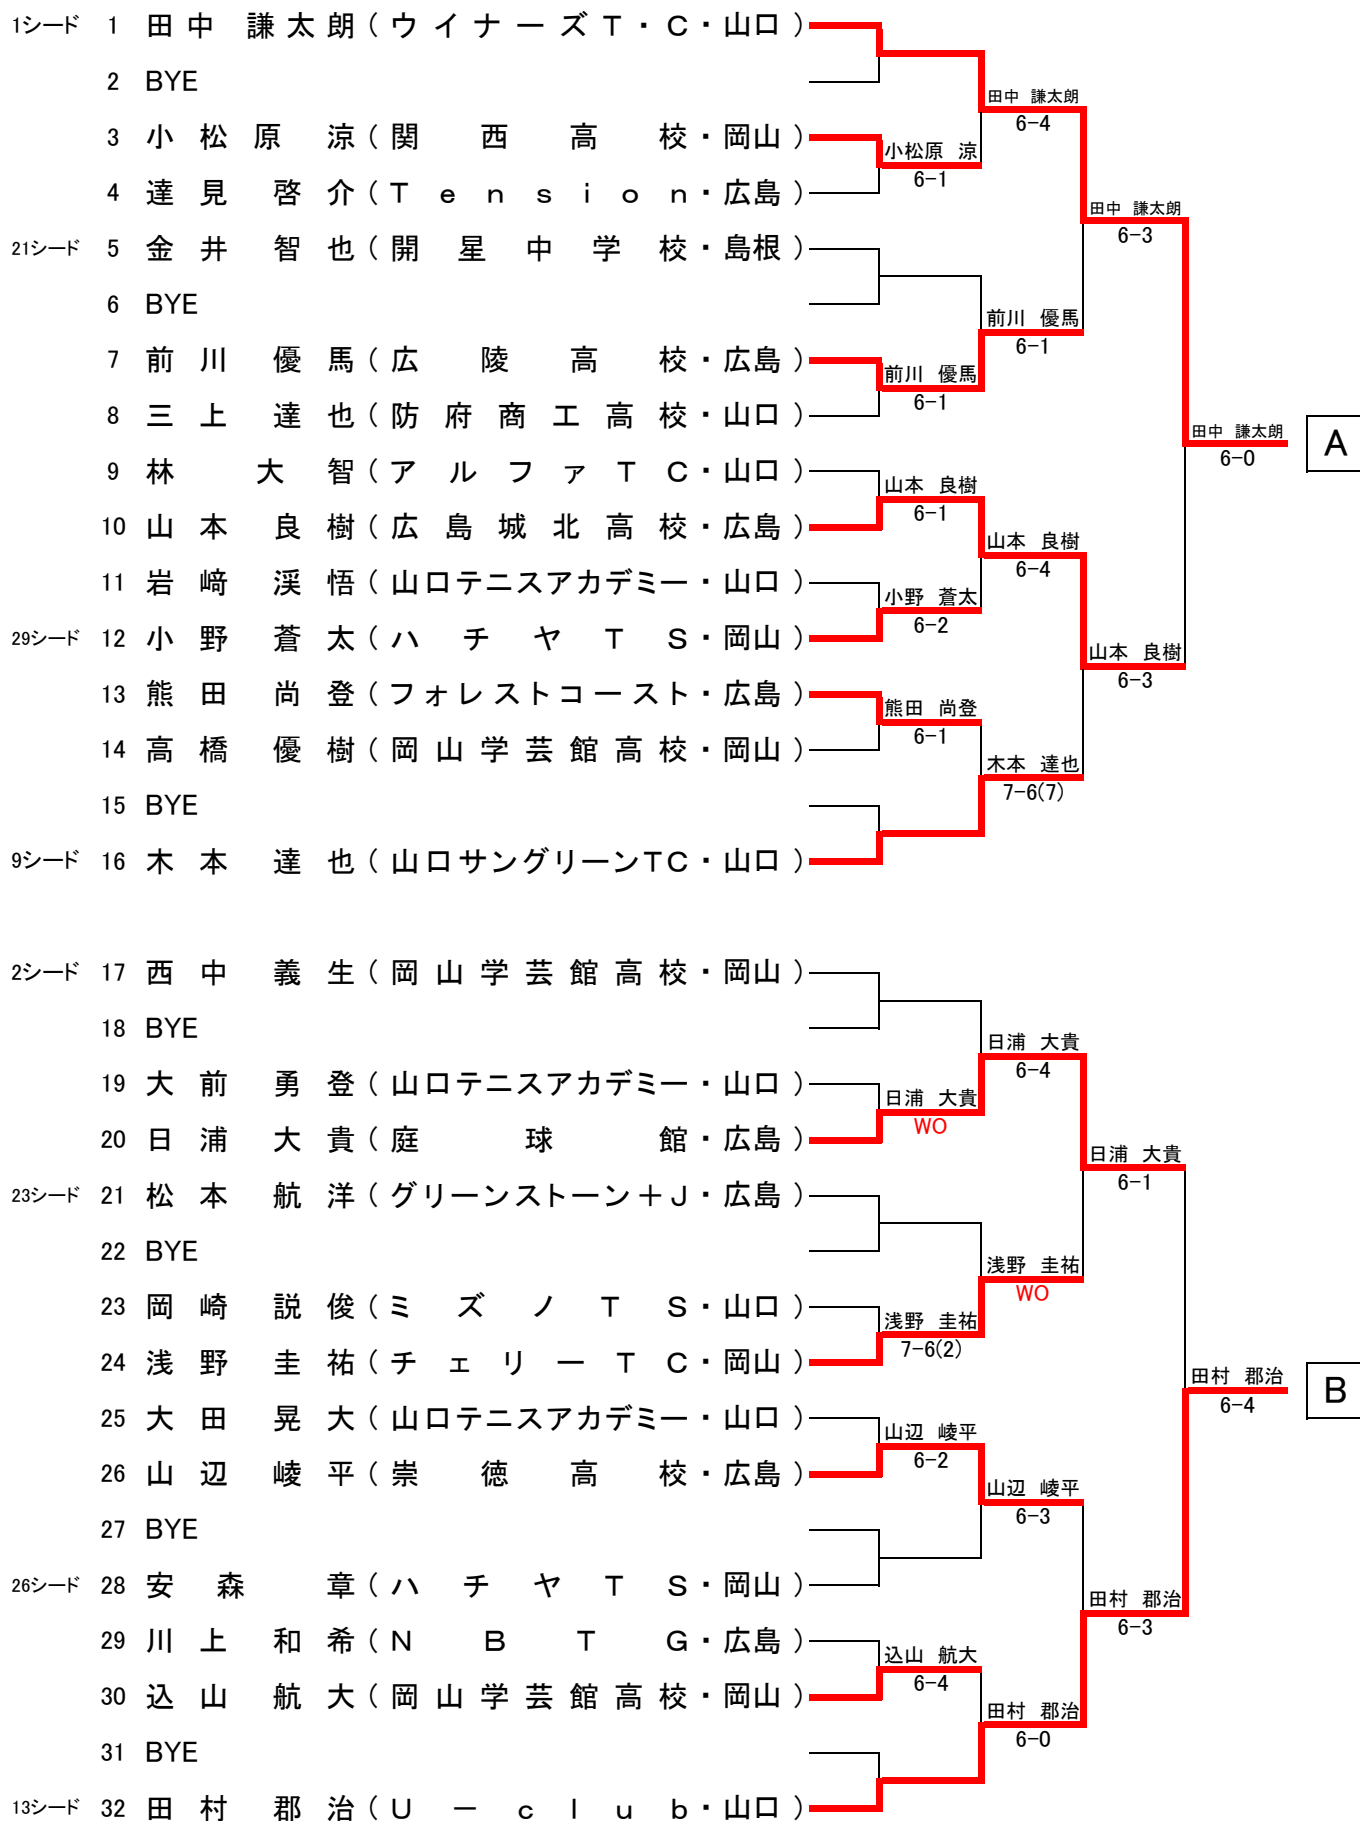 1シード 1 田中 謙太朗(ウイナーズT・C・山口)
2 BYE
田中 謙太朗
6-4
3 小松原 涼(関西高校・岡山)
小松原 涼
6-1
4 達見 啓介(Tension・広島)
田中 謙太朗
6-3
21シード 5 金井 智也(開星中学校・島根)
6 BYE
前川 優馬
6-1
7 前川 優馬(広陵高校・広島)
前川 優馬
6-1
8 三上 達也(防府商工高校・山口)
田中 謙太朗
6-0
A
9 林 大智(アルファTC・山口)
山本 良樹
6-1
10 山本 良樹(広島城北高校・広島)
山本 良樹
6-4
11 岩﨑 渓悟(山口テニスアカデミー・山口)
小野 蒼太
6-2
29シード 12 小野 蒼太(ハチヤTS・岡山)
山本 良樹
6-3
13 熊田 尚登(フォレストコースト・広島)
熊田 尚登
6-1
14 高橋 優樹(岡山学芸館高校・岡山)
木本 達也
7-6(7)
15 BYE
9シード 16 木本 達也(山口サングリーンTC・山口)
2シード 17 西中 義生(岡山学芸館高校・岡山)
18 BYE
日浦 大貴
6-4
19 大前 勇登(山口テニスアカデミー・山口)
日浦 大貴
WO
20 日浦 大貴(庭球館・広島)
日浦 大貴
6-1
23シード 21 松本 航洋(グリーンストーン+J・広島)
22 BYE
浅野 圭祐
WO
23 岡崎 説俊(ミズノTS・山口)
浅野 圭祐
7-6(2)
24 浅野 圭祐(チェリーTC・岡山)
田村 郡治
6-4
B
25 大田 晃大(山口テニスアカデミー・山口)
山辺 崚平
6-2
26 山辺 崚平(崇徳高校・広島)
山辺 崚平
6-3
27 BYE
26シード 28 安森 章(ハチヤTS・岡山)
田村 郡治
6-3
29 川上 和希(NBTG・広島)
込山 航大
6-4
30 込山 航大(岡山学芸館高校・岡山)
田村 郡治
6-0
31 BYE
13シード 32 田村 郡治(U-club・山口)